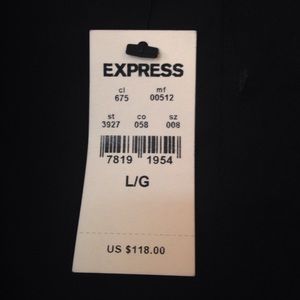 EXPRESS
cl mf
675 00512
st co sz
3927 058 008
7819 1954
L/G
US $118.00